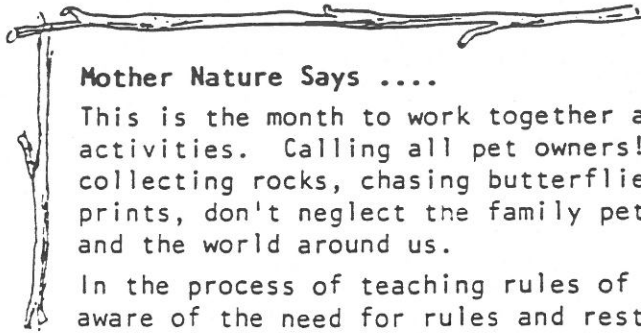 Mother Nature Says ....
This is the month to work together a
activities.  Calling all pet owners!
collecting rocks, chasing butterflie
prints, don't neglect the family pet
and the world around us.
In the process of teaching rules of
aware of the need for rules and rest